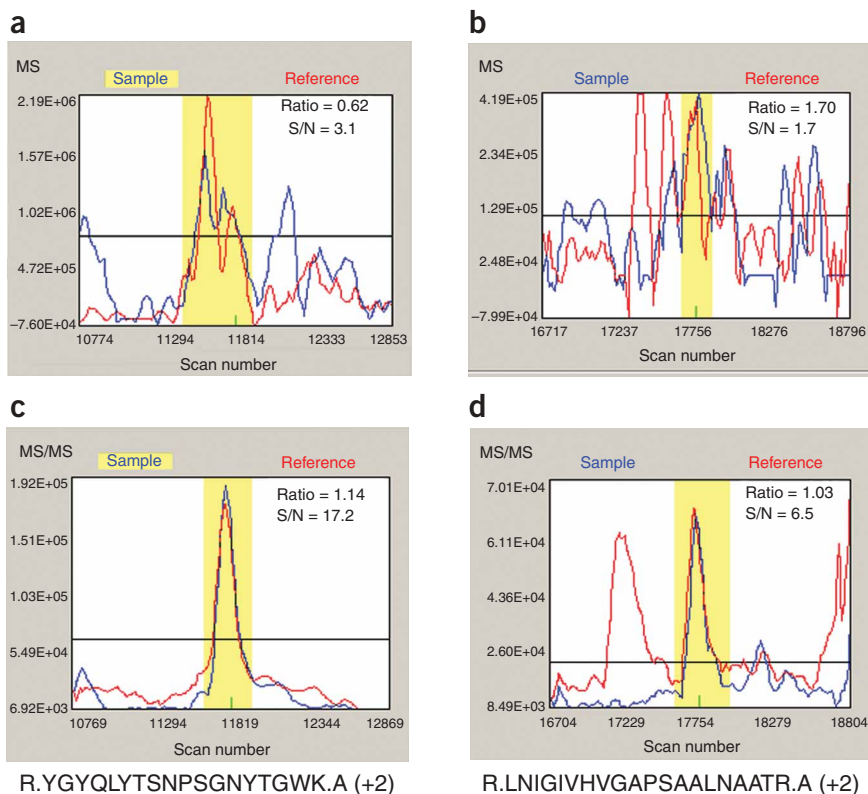 a
MS
Sample
Reference
Ratio = 0.62
S/N = 3.1
2.19E+06
1.57E+06
1.02E+06
4.72E+05
−7.60E+04
10774 11294 11814 12333 12853
Scan number
b
MS
Sample
Reference
Ratio = 1.70
S/N = 1.7
4.19E+05
2.34E+05
1.29E+05
2.48E+04
−7.99E+04
16717 17237 17756 18276 18796
Scan number
c
MS/MS
Sample
Reference
Ratio = 1.14
S/N = 17.2
1.92E+05
1.51E+05
1.03E+05
5.49E+04
6.92E+03
10769 11294 11819 12344 12869
Scan number
R.YGYQLYTSNPSGNYTGWK.A (+2)
d
MS/MS
Sample
Reference
Ratio = 1.03
S/N = 6.5
7.01E+04
6.11E+04
4.36E+04
2.60E+04
8.49E+03
16704 17229 17754 18279 18804
Scan number
R.LNIGIVHVGAPSAALNAATR.A (+2)